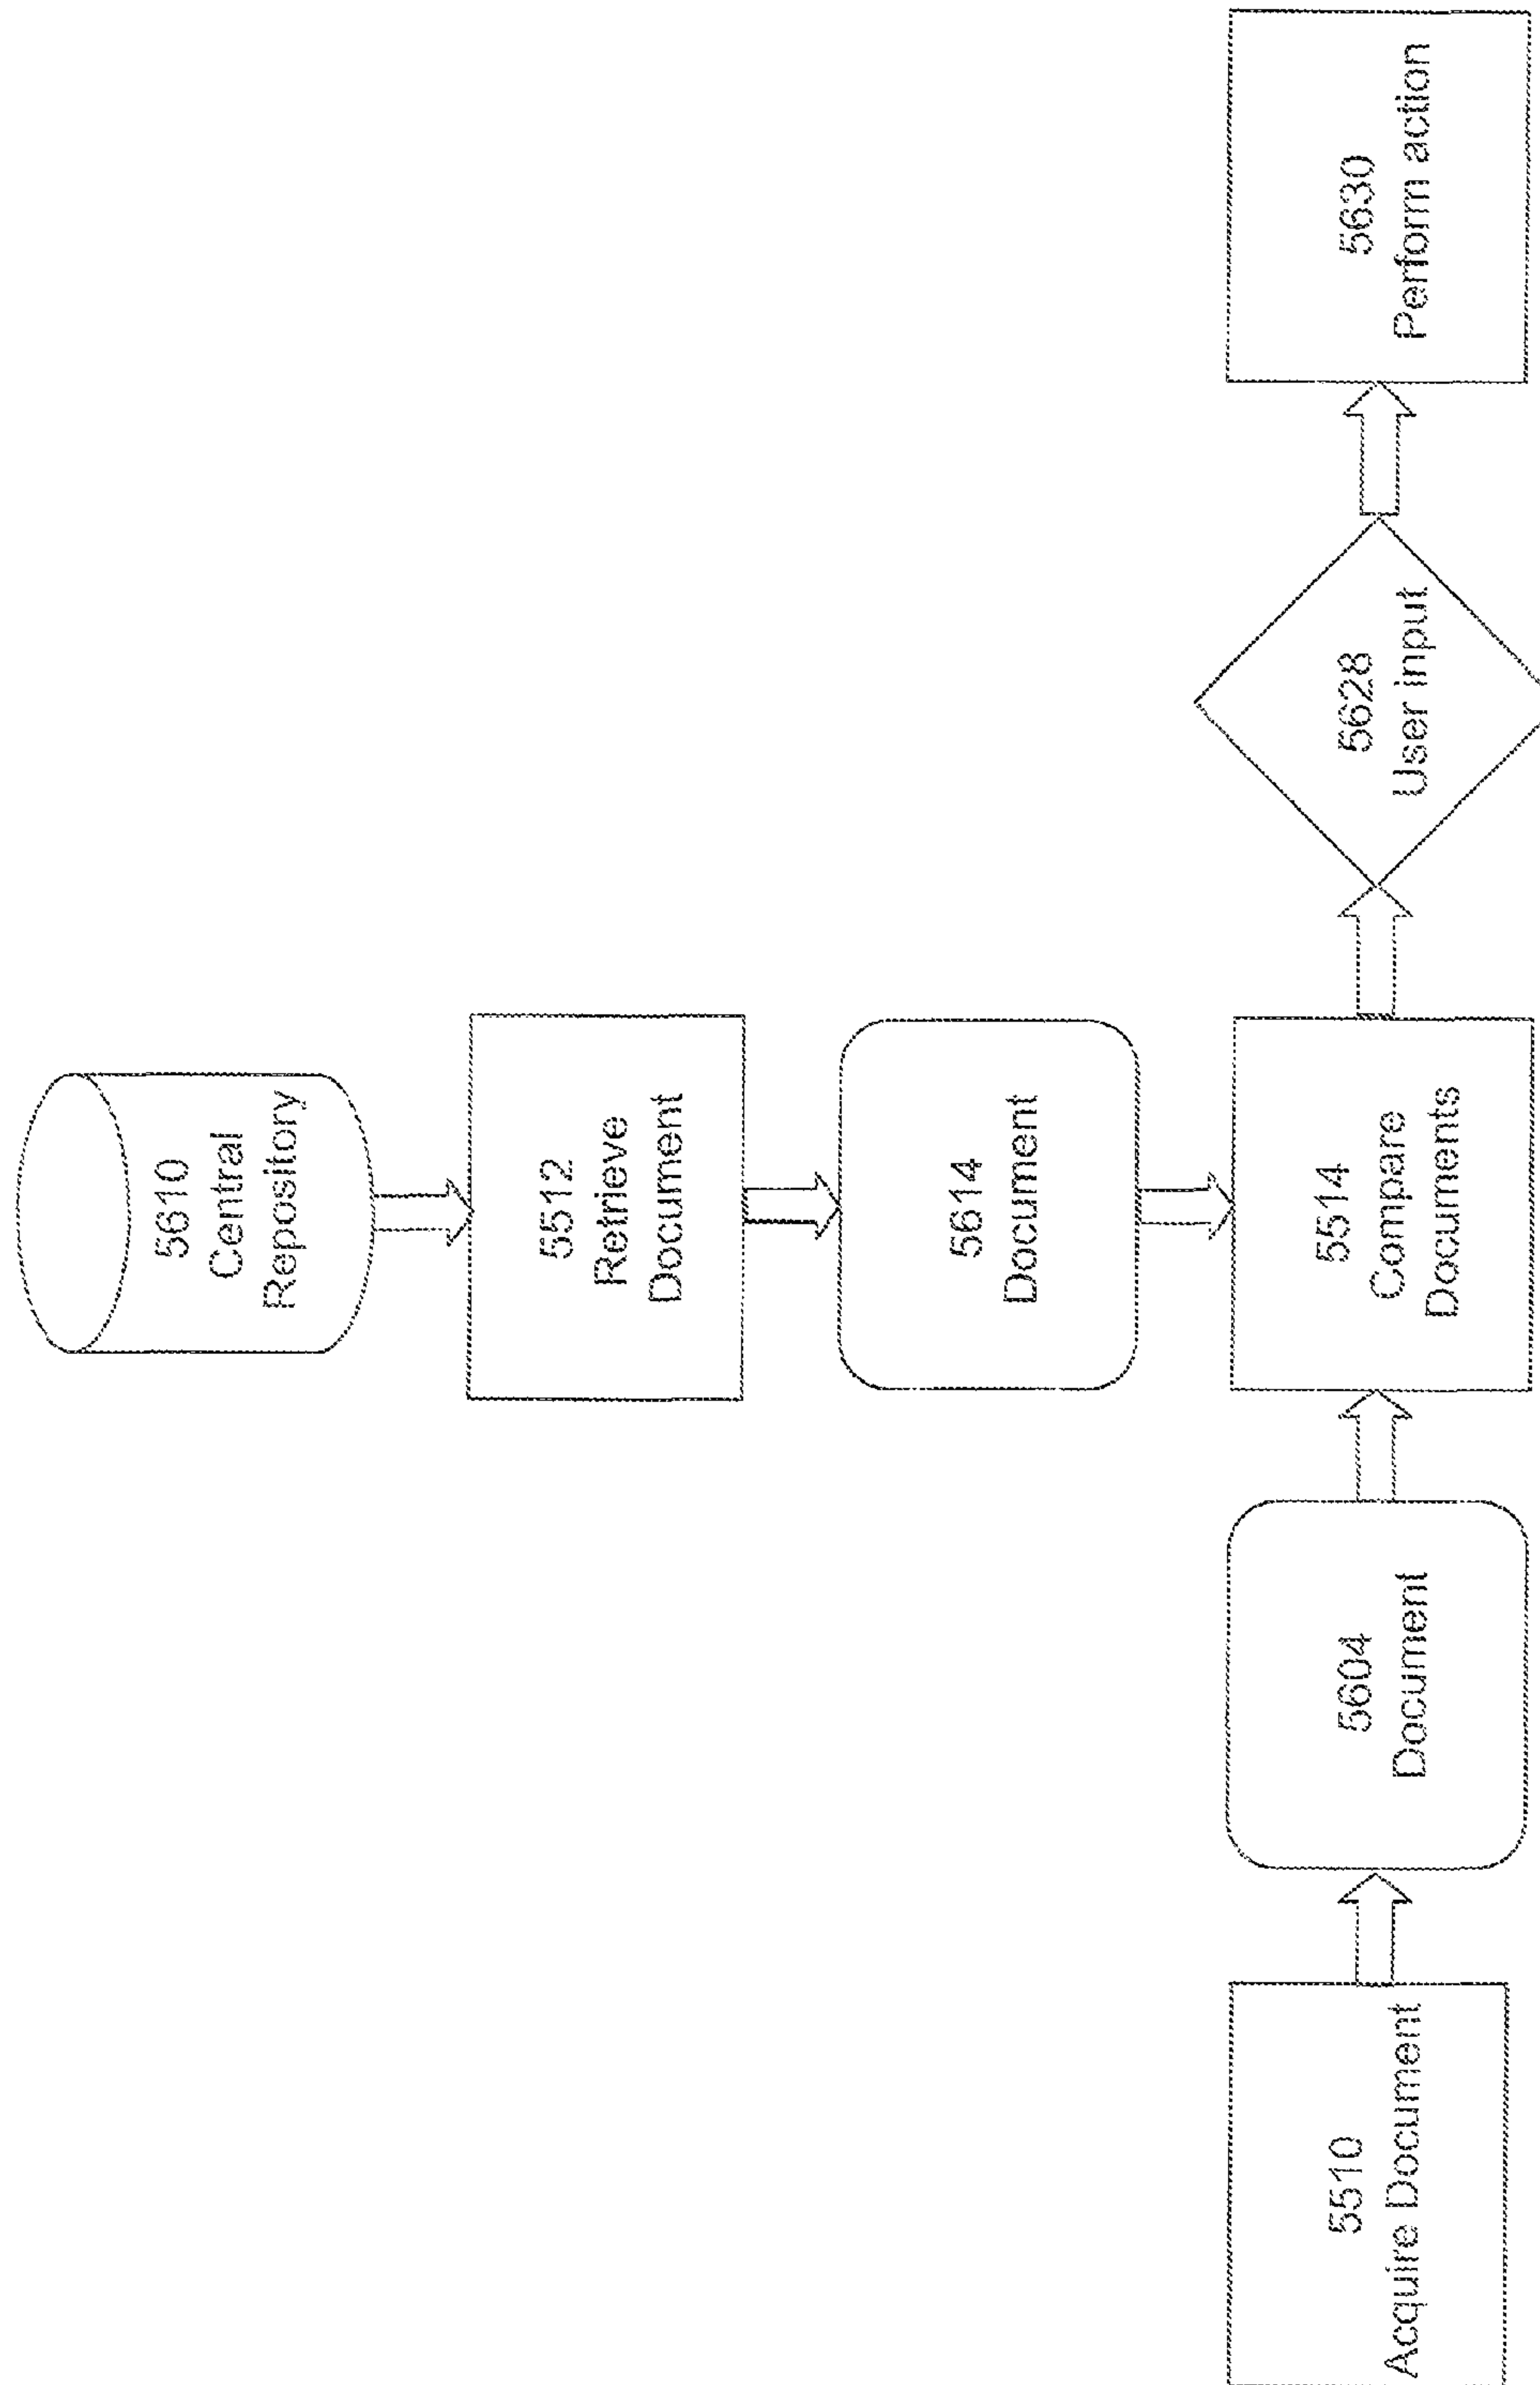 5610
Central
Repository
5512
Retrieve
Document
5614
Document
5510
Acquire Document
5604
Document
5514
Compare
Documents
5628
User input
5630
Perform action